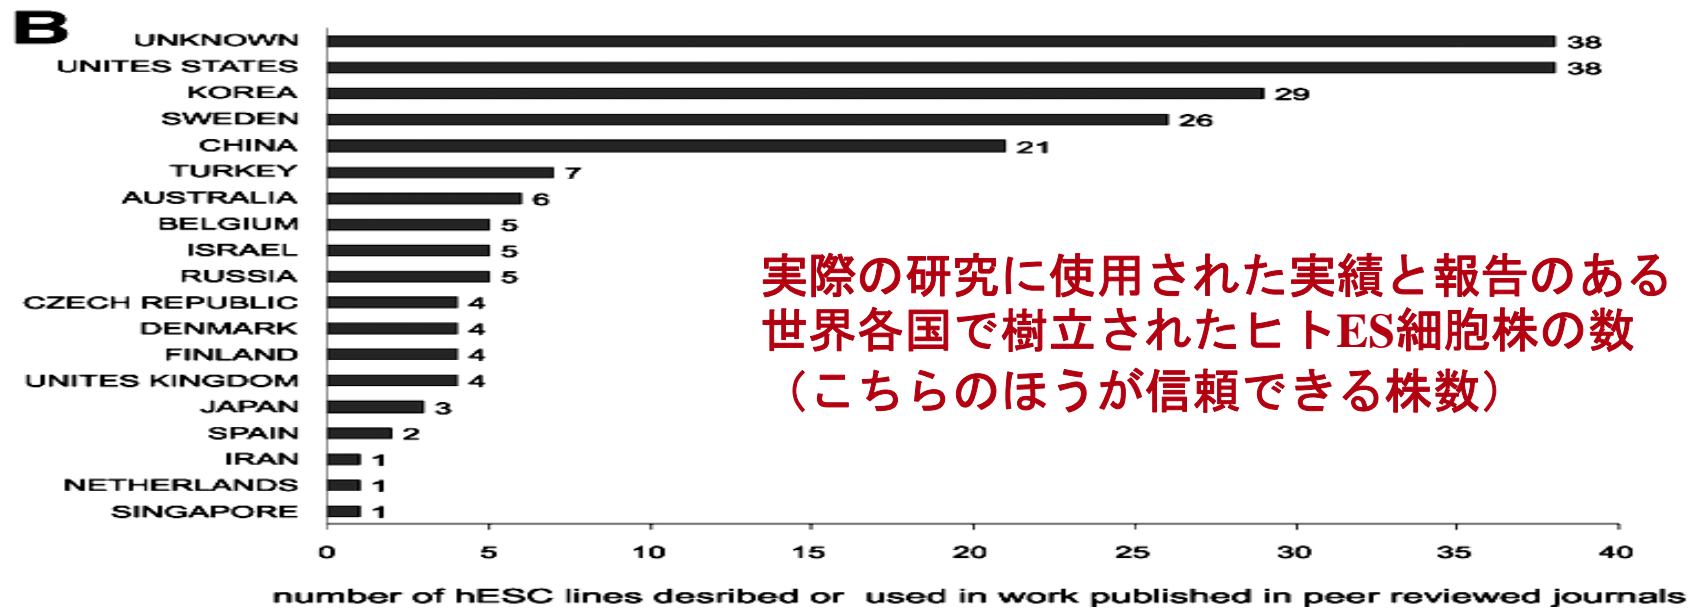 B
UNKNOWN 38
UNITES STATES 38
KOREA 29
SWEDEN 26
CHINA 21
TURKEY 7
AUSTRALIA 6
BELGIUM 5
ISRAEL 5
RUSSIA 5
CZECH REPUBLIC 4
DENMARK 4
FINLAND 4
UNITES KINGDOM 4
JAPAN 3
SPAIN 2
IRAN 1
NETHERLANDS 1
SINGAPORE 1
実際の研究に使用された実績と報告のある
世界各国で樹立されたヒトES細胞株の数
（こちらのほうが信頼できる株数）
0 5 10 15 20 25 30 35 40
number of hESC lines desribed or used in work published in peer reviewed journals